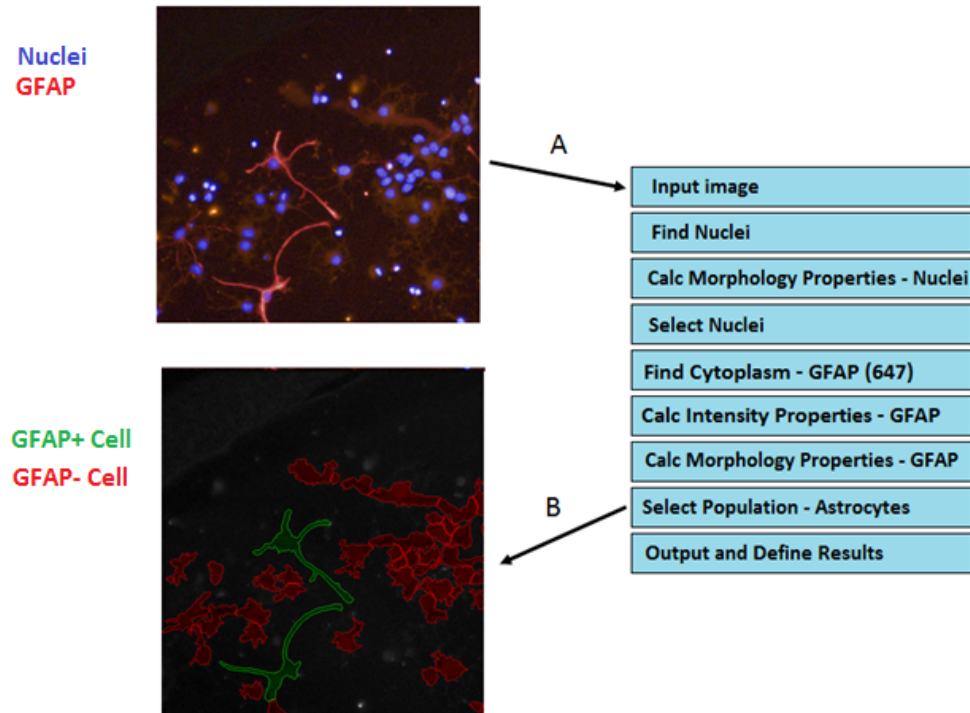 Nuclei
GFAP
A
Input image
Find Nuclei
Calc Morphology Properties - Nuclei
Select Nuclei
Find Cytoplasm - GFAP (647)
Calc Intensity Properties - GFAP
Calc Morphology Properties - GFAP
Select Population - Astrocytes
Output and Define Results
B
GFAP+ Cell
GFAP- Cell